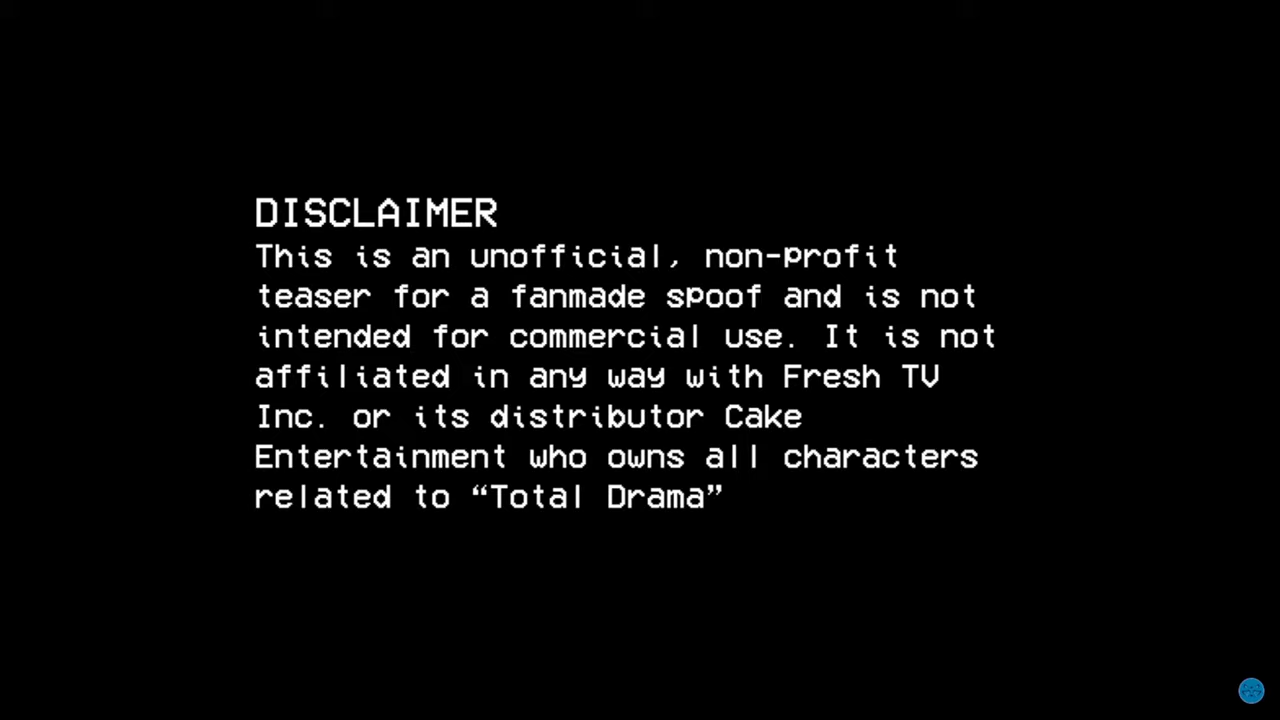 DISCLAIMER
This is an unofficial, non-profit
teaser for a fanmade spoof and is not
intended for commercial use. It is not
affiliated in any way with Fresh TV
Inc. or its distributor Cake
Entertainment who owns all characters
related to “Total Drama”